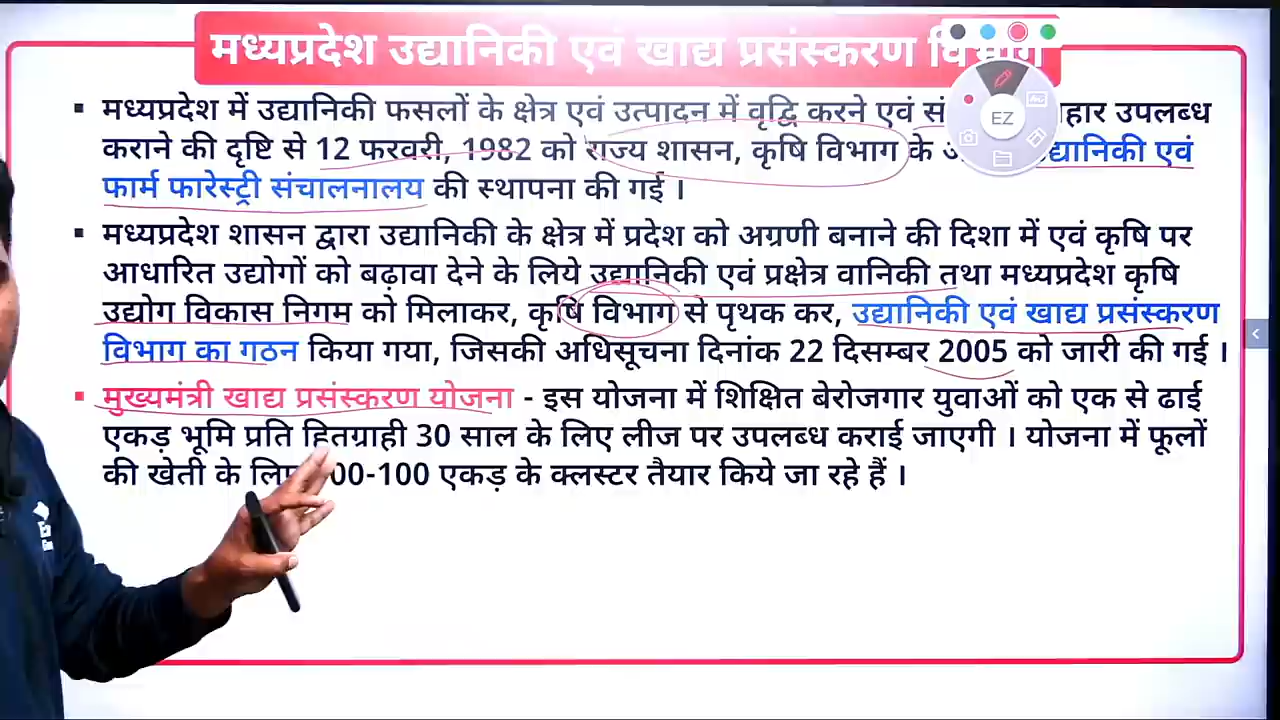 मध्यप्रदेश उद्यानिकी एवं खाद्य प्रसंस्करण विभाग
▪ मध्यप्रदेश में उद्यानिकी फसलों के क्षेत्र एवं उत्पादन में वृद्धि करने एवं उपलब्ध
कराने की दृष्टि से 12 फरवरी, 1982 को राज्य शासन, कृषि विभाग के उद्यानिकी एवं
फार्म फारेस्ट्री संचालनालय की स्थापना की गई ।
▪ मध्यप्रदेश शासन द्वारा उद्यानिकी के क्षेत्र में प्रदेश को अग्रणी बनाने की दिशा में एवं कृषि पर
आधारित उद्योगों को बढ़ावा देने के लिये उद्यानिकी एवं प्रक्षेत्र वानिकी तथा मध्यप्रदेश कृषि
उद्योग विकास निगम को मिलाकर, कृषि विभाग से पृथक कर, उद्यानिकी एवं खाद्य प्रसंस्करण
विभाग का गठन किया गया, जिसकी अधिसूचना दिनांक 22 दिसम्बर 2005 को जारी की गई ।
▪ मुख्यमंत्री खाद्य प्रसंस्करण योजना - इस योजना में शिक्षित बेरोजगार युवाओं को एक से ढाई
एकड़ भूमि प्रति हितग्राही 30 साल के लिए लीज पर उपलब्ध कराई जाएगी । योजना में फूलों
की खेती के एकड़ के क्लस्टर तैयार किये जा रहे हैं ।
EZ